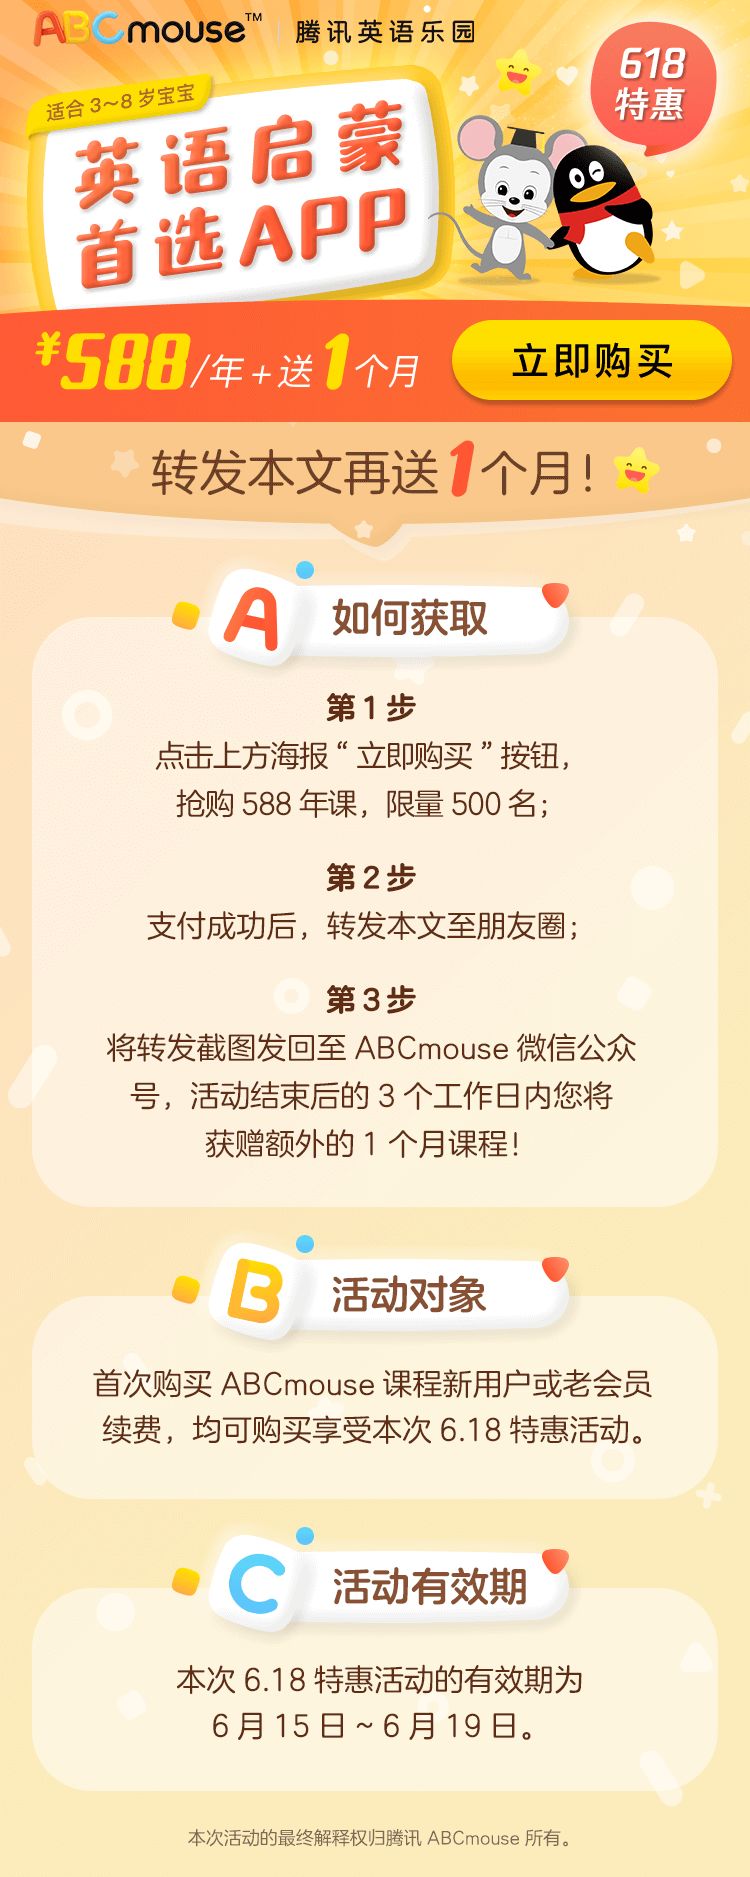 ABCmouse™ 腾讯英语乐园
618
特惠
适合 3~8 岁宝宝
英语启蒙
首选APP
¥588/年+送1个月
立即购买
转发本文再送1个月!
A 如何获取
第1步
点击上方海报“立即购买”按钮，
抢购 588 年课，限量 500 名；
第2步
支付成功后，转发本文至朋友圈；
第3步
将转发截图发回至 ABCmouse 微信公众
号，活动结束后的 3 个工作日内您将
获赠额外的 1 个月课程！
B 活动对象
首次购买 ABCmouse 课程新用户或老会员
续费，均可购买享受本次 6.18 特惠活动。
C 活动有效期
本次 6.18 特惠活动的有效期为
6 月 15 日 ~ 6 月 19 日。
本次活动的最终解释权归腾讯 ABCmouse 所有。